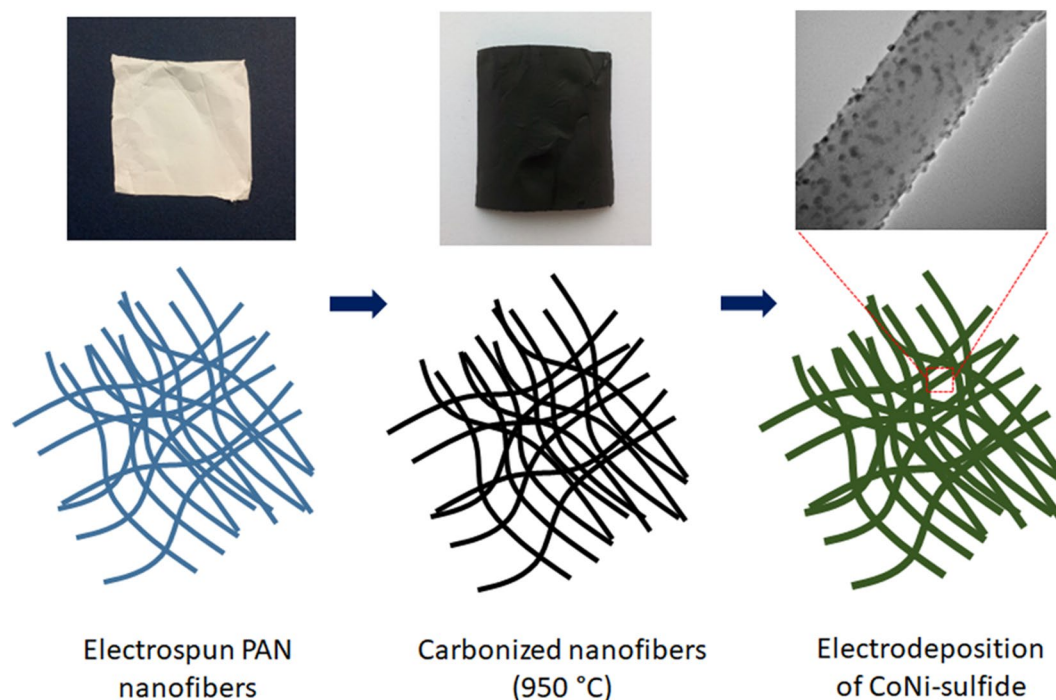 Electrospun PAN
nanofibers
Carbonized nanofibers
(950 °C)
Electrodeposition
of CoNi-sulfide